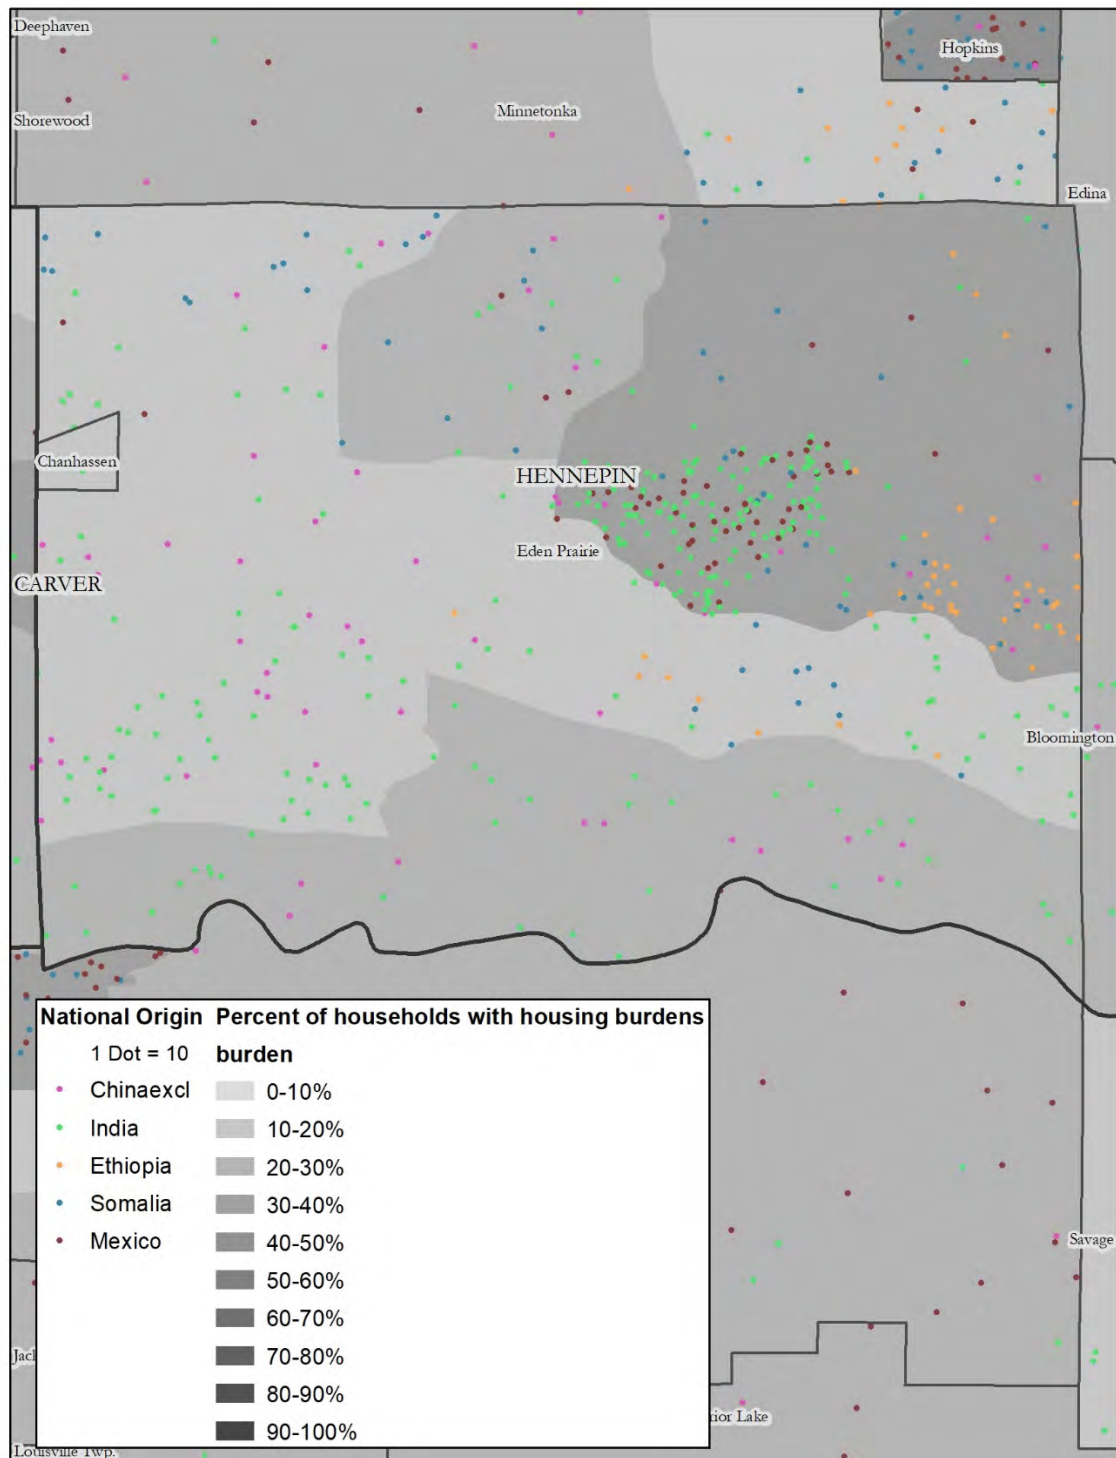 Deephaven
Hopkins
Minnetonka
Shorewood
Edina
Chanhassen
HENNEPIN
Eden Prairie
CARVER
Bloomington
National Origin Percent of households with housing burdens
1 Dot = 10 burden
Chinaexcl 0-10%
India 10-20%
Ethiopia 20-30%
Somalia 30-40%
Mexico 40-50%
50-60%
60-70%
70-80%
80-90%
90-100%
Savage
Jac
rior Lake
Louisville Twp.